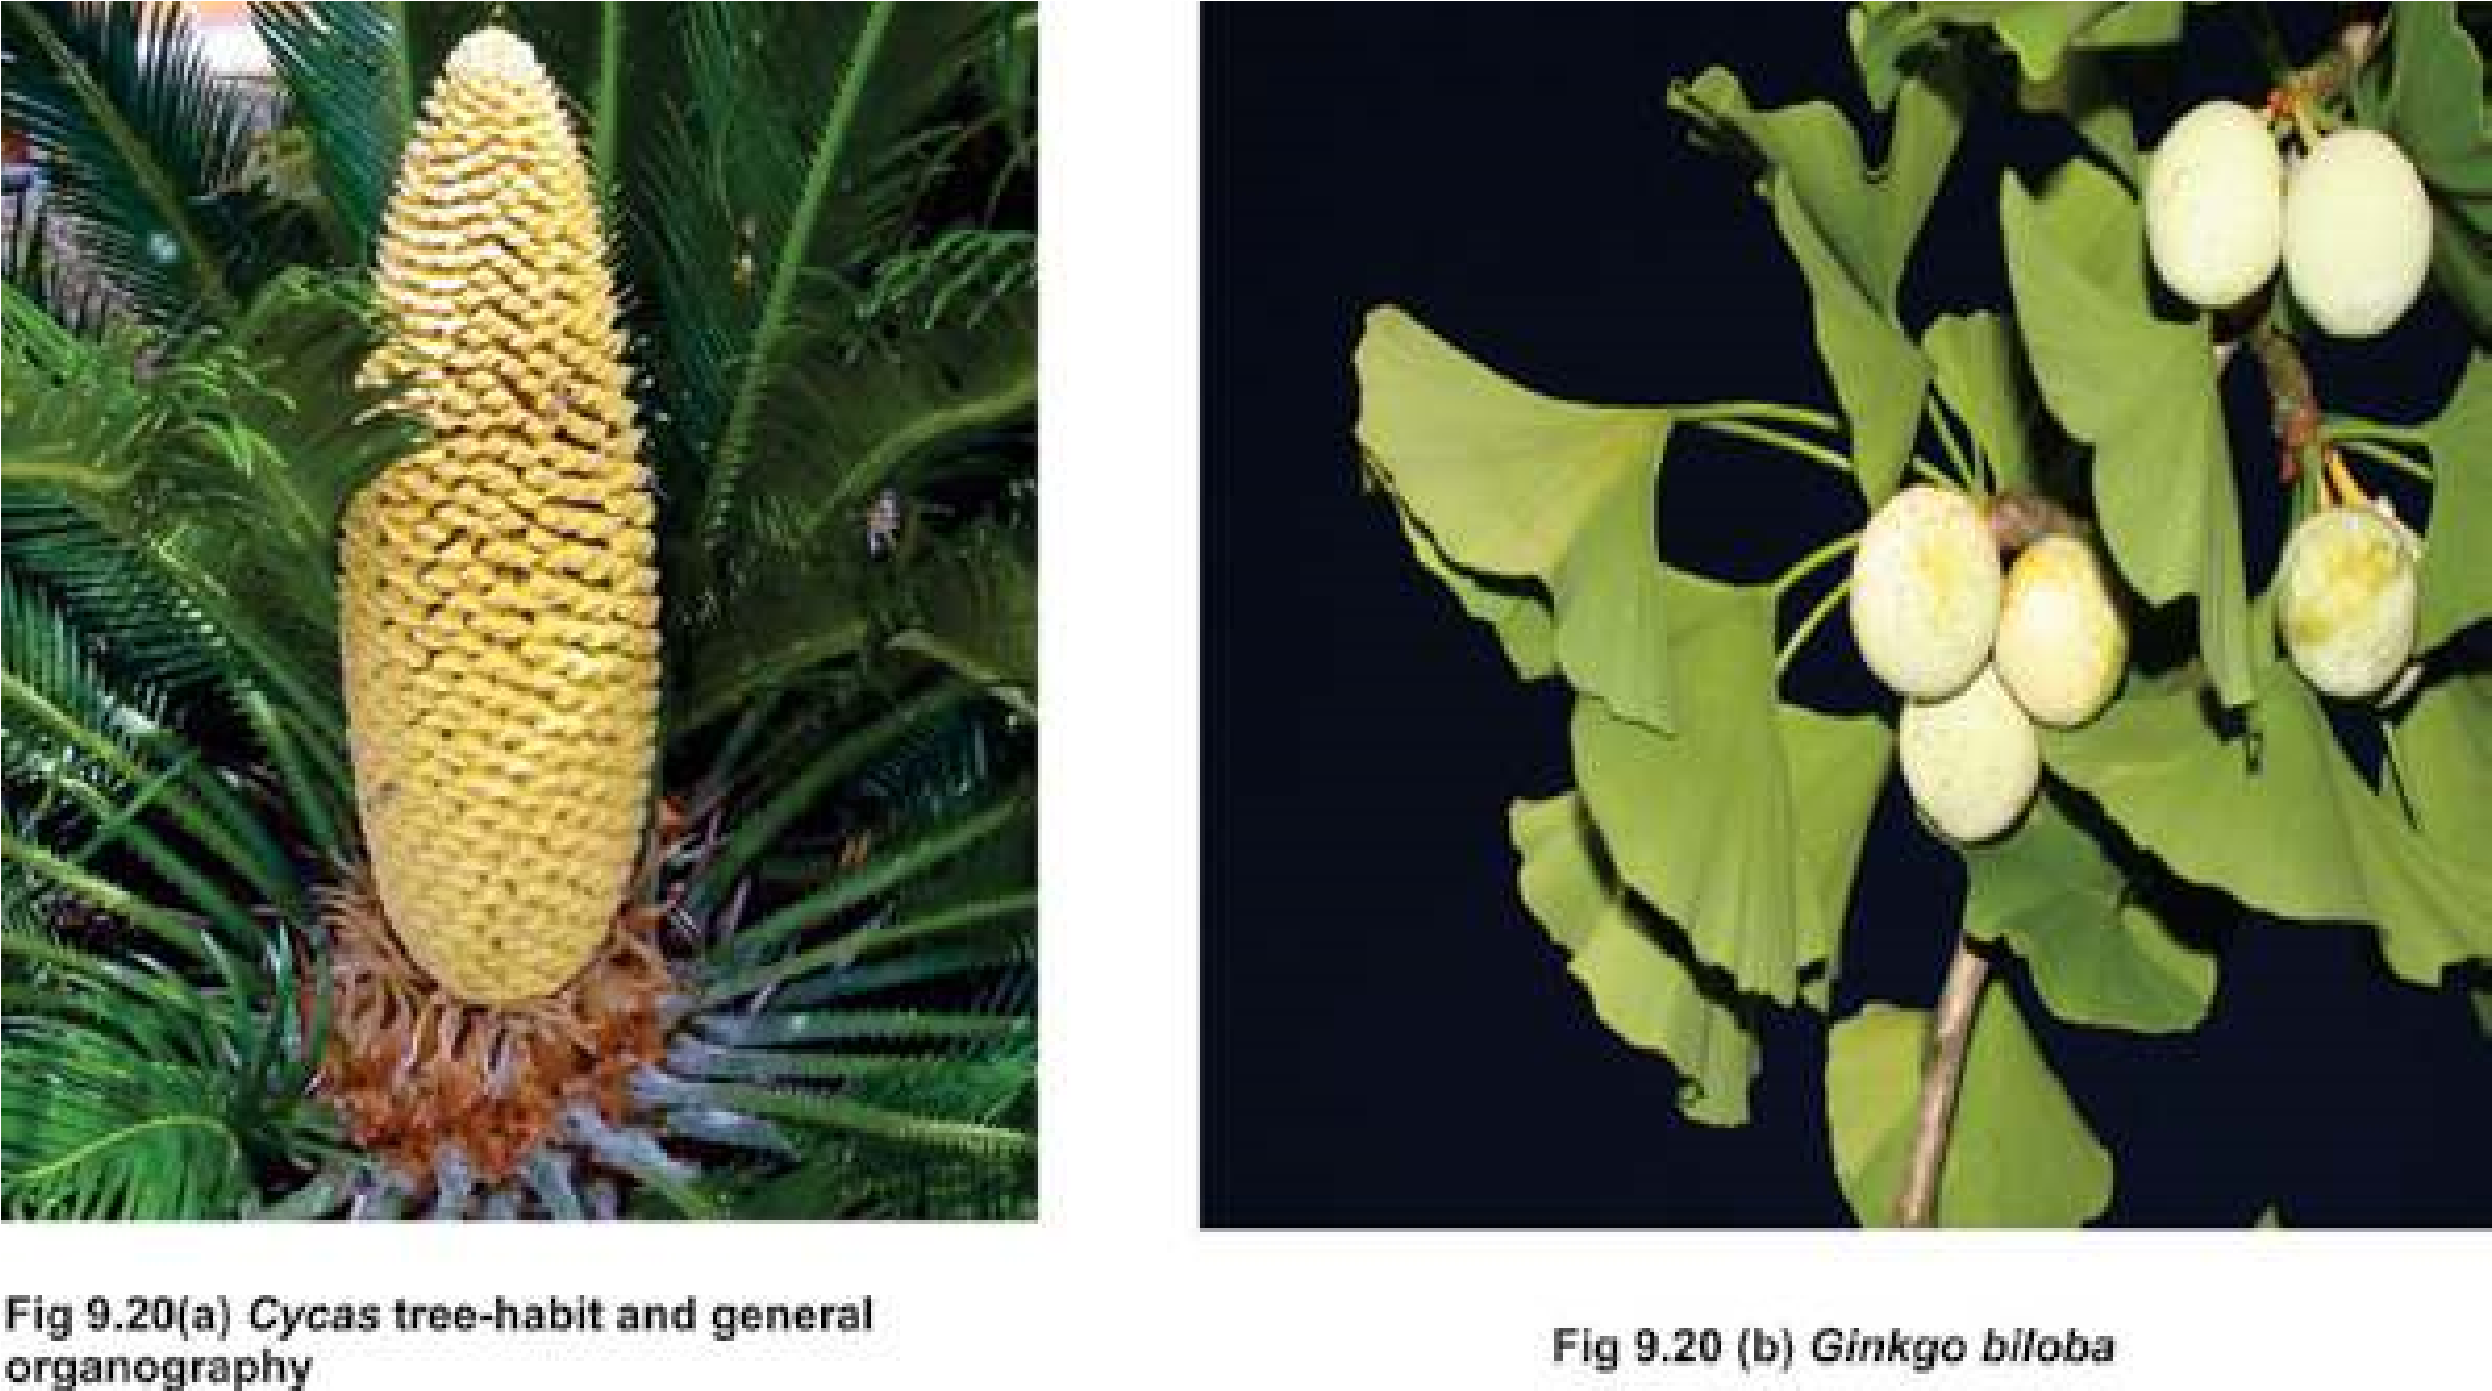 Fig 9.20(a) Cycas tree-habit and general
organography
Fig 9.20 (b) Ginkgo biloba